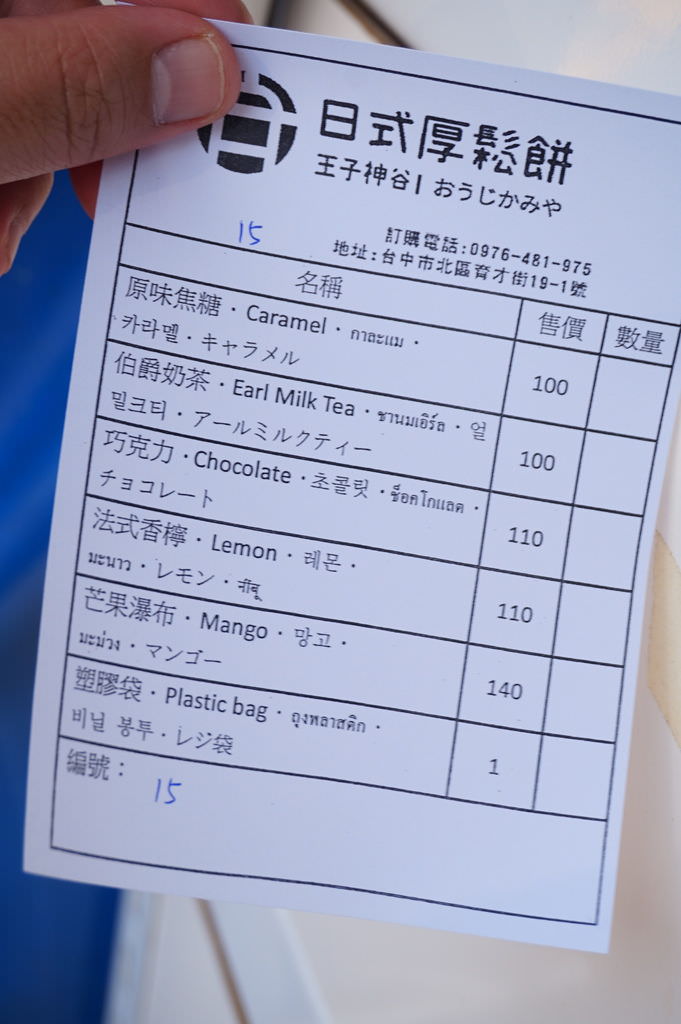 日式厚鬆餅
王子神谷| おうじかみや
15
訂購電話:0976-481-975
地址:台中市北區育才街19-1號
名稱 售價 數量
原味焦糖·Caramel·กาละแม· 100
카라멜·キャラメル
伯爵奶茶·Earl Milk Tea·ชานมเอิร์ล·얼 100
밀크티·アールミルクティー
巧克力·Chocolate·초콜릿·ช็อคโกแลต· 110
チョコレート
法式香檸·Lemon·레몬· 110
มะนาว·レモン·नींबू
芒果瀑布·Mango·망고· 140
มะม่วง·マンゴー
塑膠袋·Plastic bag·ถุงพลาสติก· 1
비닐 봉투·レジ袋
編號：
15